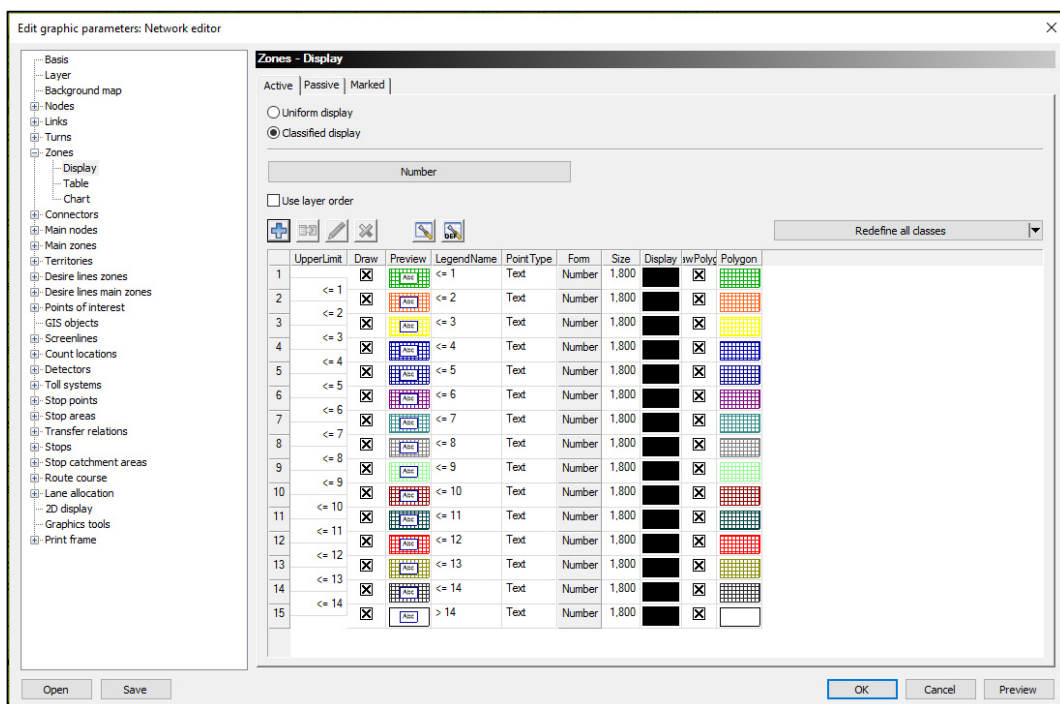 Edit graphic parameters: Network editor
Basis
Layer
Background map
Nodes
Links
Turns
Zones
Display
Table
Chart
Connectors
Main nodes
Main zones
Territories
Desire lines zones
Desire lines main zones
Points of interest
GIS objects
Screenlines
Count locations
Detectors
Toll systems
Stop points
Stop areas
Transfer relations
Stops
Stop catchment areas
Route course
Lane allocation
2D display
Graphics tools
Print frame
Zones - Display
Active Passive Marked
Uniform display
Classified display
Number
Use layer order
DEF
Redefine all classes
UpperLimit Draw Preview LegendName PointType Form Size Display awPolyg Polygon
1 Abc <= 1 Text Number 1,800
<= 1
2 Abc <= 2 Text Number 1,800
<= 2
3 Abc <= 3 Text Number 1,800
<= 3
4 Abc <= 4 Text Number 1,800
<= 4
5 Abc <= 5 Text Number 1,800
<= 5
6 Abc <= 6 Text Number 1,800
<= 6
7 Abc <= 7 Text Number 1,800
<= 7
8 Abc <= 8 Text Number 1,800
<= 8
9 Abc <= 9 Text Number 1,800
<= 9
10 Abc <= 10 Text Number 1,800
<= 10
11 Abc <= 11 Text Number 1,800
<= 11
12 Abc <= 12 Text Number 1,800
<= 12
13 Abc <= 13 Text Number 1,800
<= 13
14 Abc <= 14 Text Number 1,800
<= 14
15 Abc > 14 Text Number 1,800
Open Save OK Cancel Preview